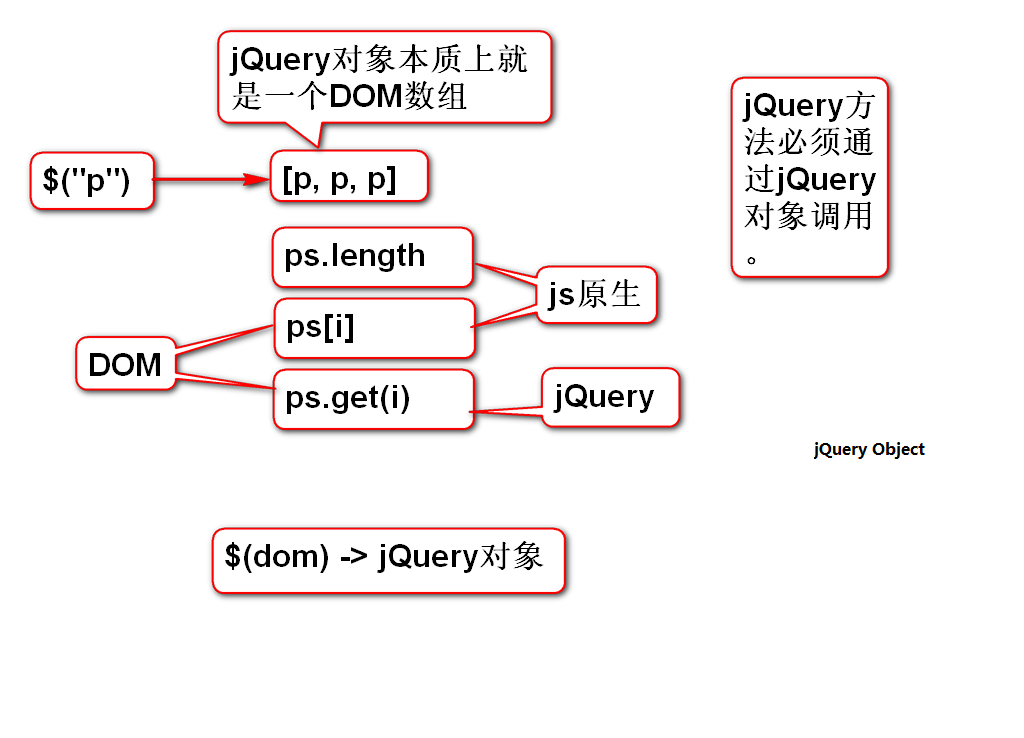 jQuery对象本质上就
是一个DOM数组
$("p")
[p, p, p]
ps.length
ps[i]
ps.get(i)
js原生
DOM
jQuery
jQuery方
法必须通
过jQuery
对象调用
。
jQuery Object
$(dom) -> jQuery对象